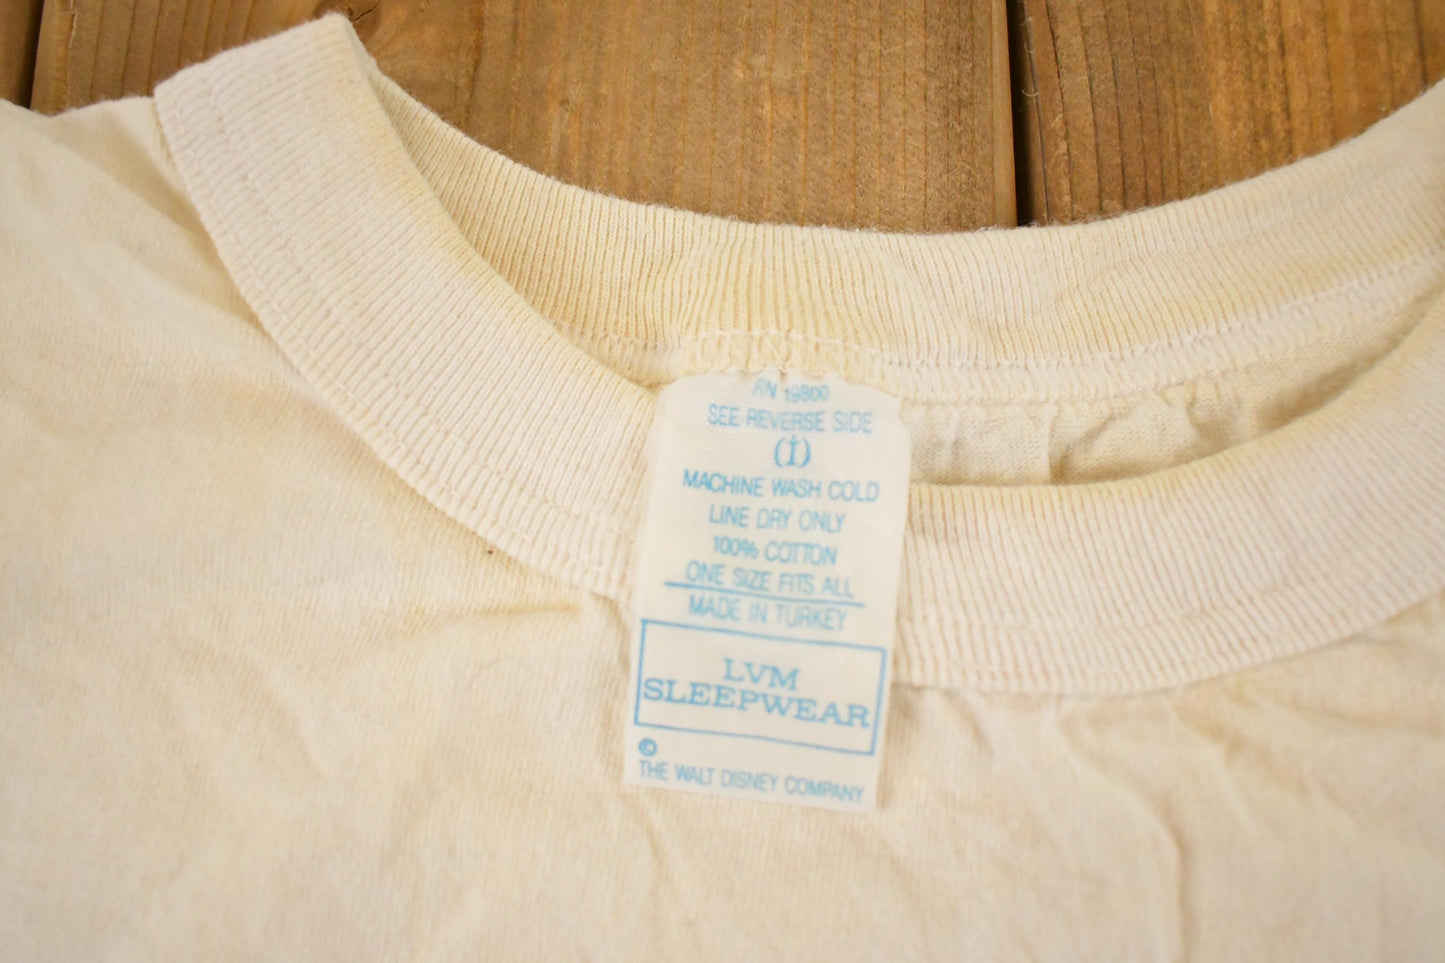 RN 19800
SEE REVERSE SIDE
(1)
MACHINE WASH COLD
LINE DRY ONLY
100% COTTON
ONE SIZE FITS ALL
MADE IN TURKEY
LVM
SLEEPWEAR
©
THE WALT DISNEY COMPANY